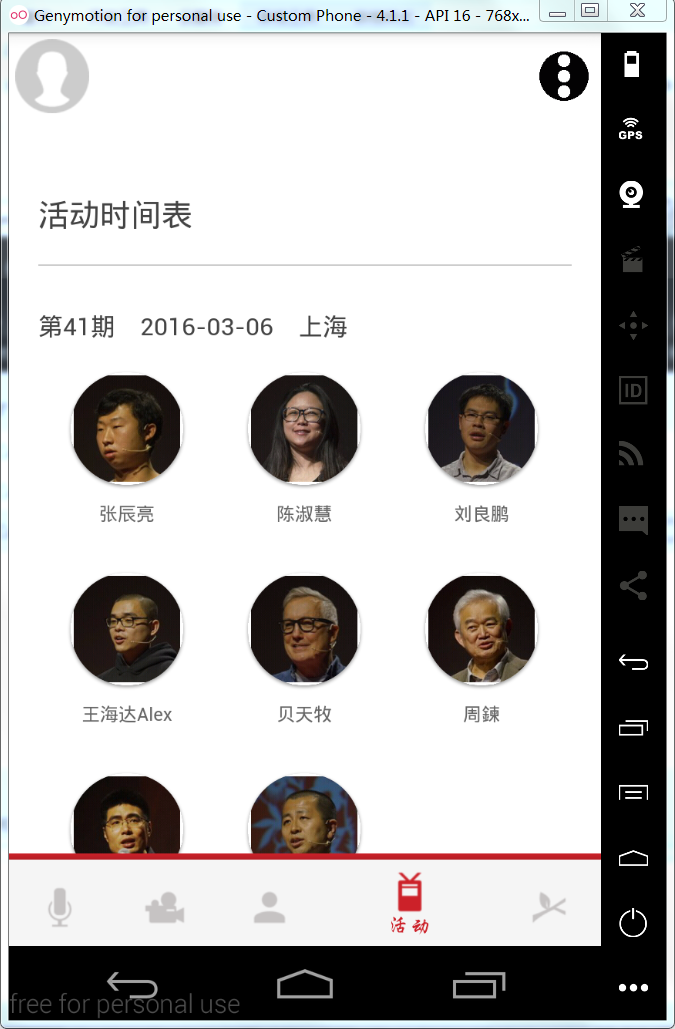 Genymotion for personal use - Custom Phone - 4.1.1 - API 16 - 768x...
GPS
活动时间表
ID
第41期 2016-03-06 上海
张辰亮 陈淑慧 刘良鹏
王海达Alex 贝天牧 周鍊
活动
free for personal use